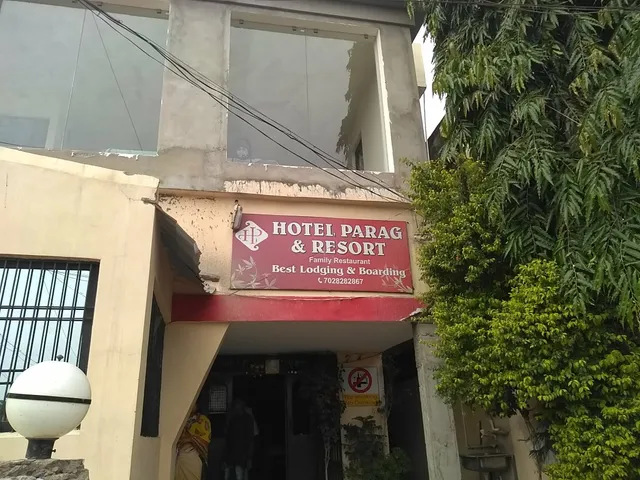 HP
HOTEL PARAG
& RESORT
Family Restaurant
Best Lodging & Boarding
7028282867